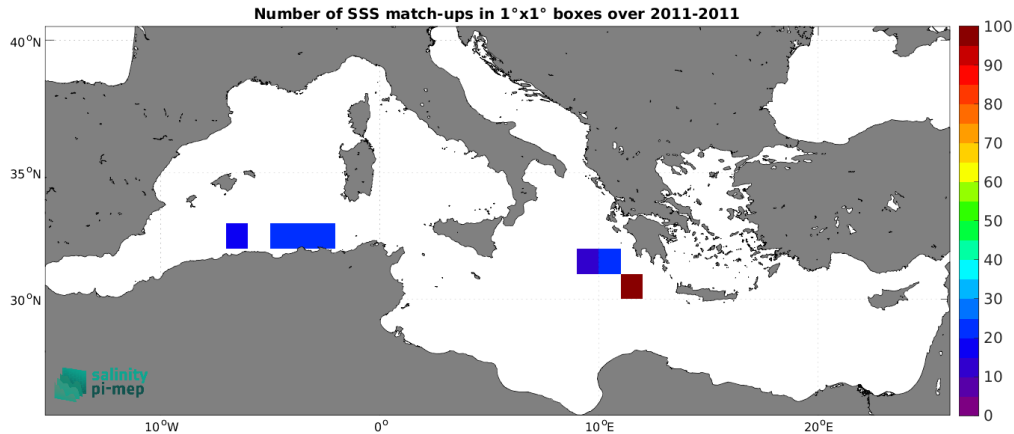 Number of SSS match-ups in 1°x1° boxes over 2011-2011
40°N
35°N
30°N
10°W
0°
10°E
20°E
100
90
80
70
60
50
40
30
20
10
0
salinity
pi-mep